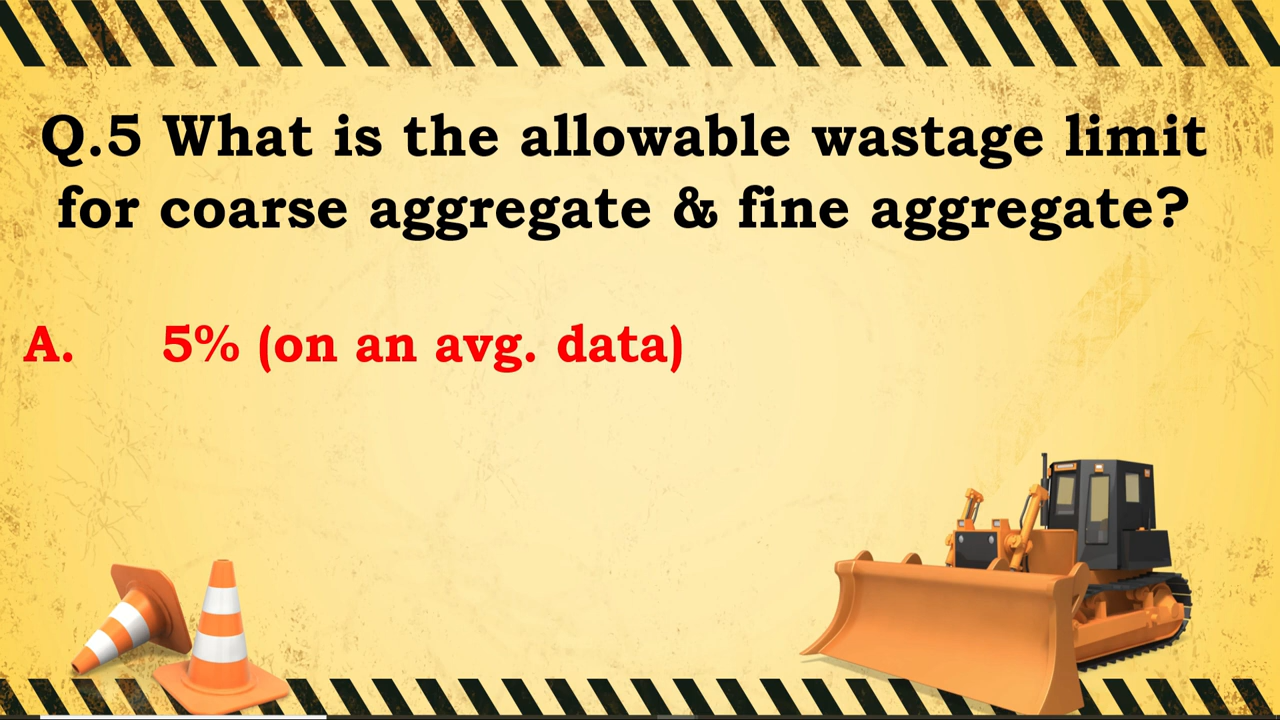 Q.5 What is the allowable wastage limit
for coarse aggregate & fine aggregate?
A. 5% (on an avg. data)